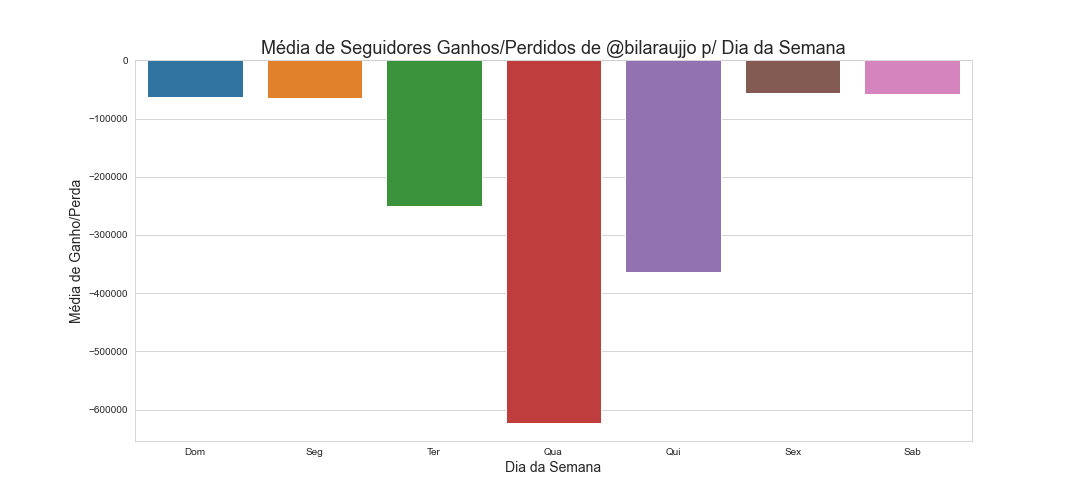 Média de Seguidores Ganhos/Perdidos de @bilaraujjo p/ Dia da Semana
0
−100000
−200000
−300000
−400000
−500000
−600000
Média de Ganho/Perda
Dom Seg Ter Qua Qui Sex Sab
Dia da Semana